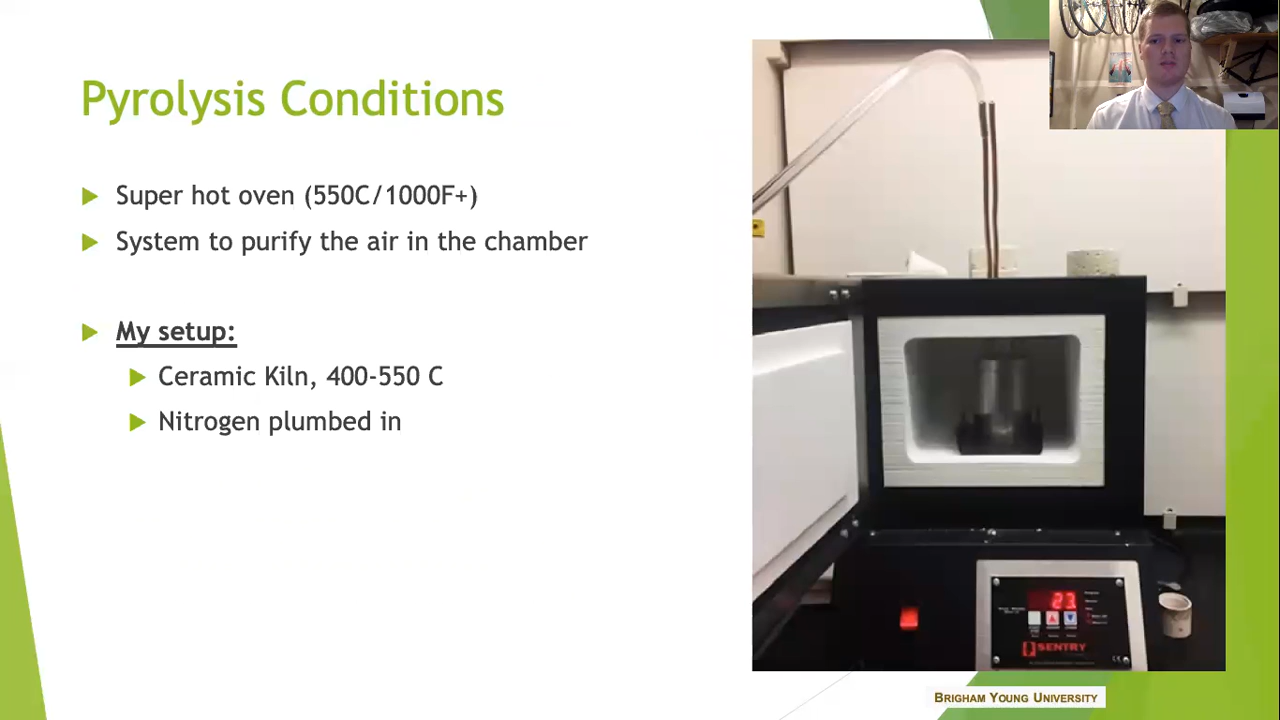 Pyrolysis Conditions
Super hot oven (550C/1000F+)
System to purify the air in the chamber
My setup:
Ceramic Kiln, 400-550 C
Nitrogen plumbed in
23
SENTRY
BRIGHAM YOUNG UNIVERSITY